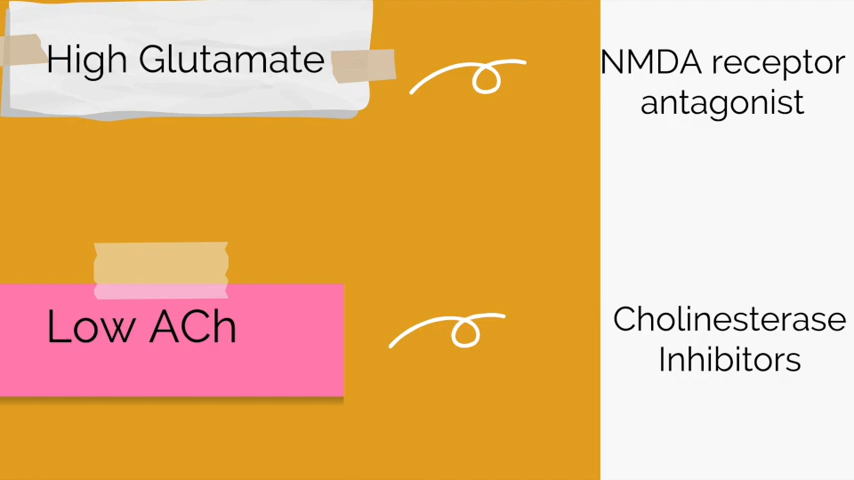 High Glutamate
NMDA receptor
antagonist
Low ACh
Cholinesterase
Inhibitors